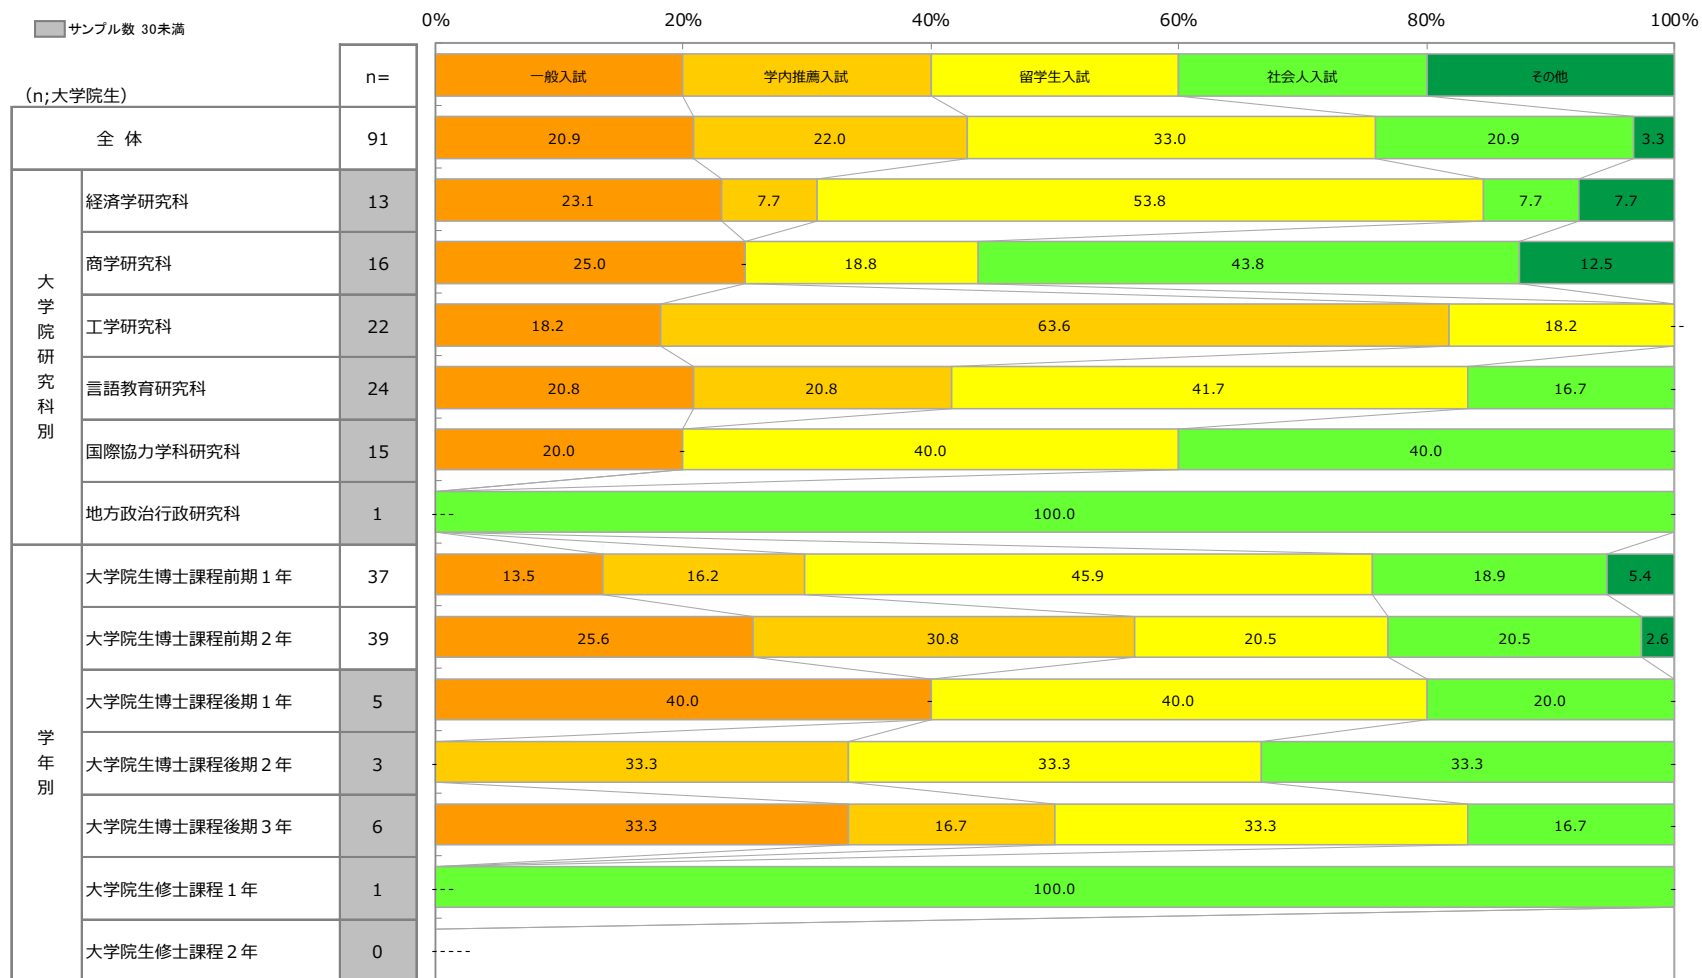 0% 20% 40% 60% 80% 100%
サンプル数 30未満
(n;大学院生) n= 一般入試 学内推薦入試 留学生入試 社会人入試 その他
全 体 91 20.9 22.0 33.0 20.9 3.3
大学院研究科別
経済学研究科 13 23.1 7.7 53.8 7.7 7.7
商学研究科 16 25.0 - 18.8 43.8 12.5
工学研究科 22 18.2 63.6 18.2 - -
言語教育研究科 24 20.8 20.8 41.7 16.7 -
国際協力学科研究科 15 20.0 - 40.0 40.0 -
地方政治行政研究科 1 - - - 100.0 -
学年別
大学院生博士課程前期1年 37 13.5 16.2 45.9 18.9 5.4
大学院生博士課程前期2年 39 25.6 30.8 20.5 20.5 2.6
大学院生博士課程後期1年 5 40.0 - 40.0 20.0 -
大学院生博士課程後期2年 3 - 33.3 33.3 33.3 -
大学院生博士課程後期3年 6 33.3 16.7 33.3 16.7 -
大学院生修士課程1年 1 - - - 100.0 -
大学院生修士課程2年 0 - - - - -